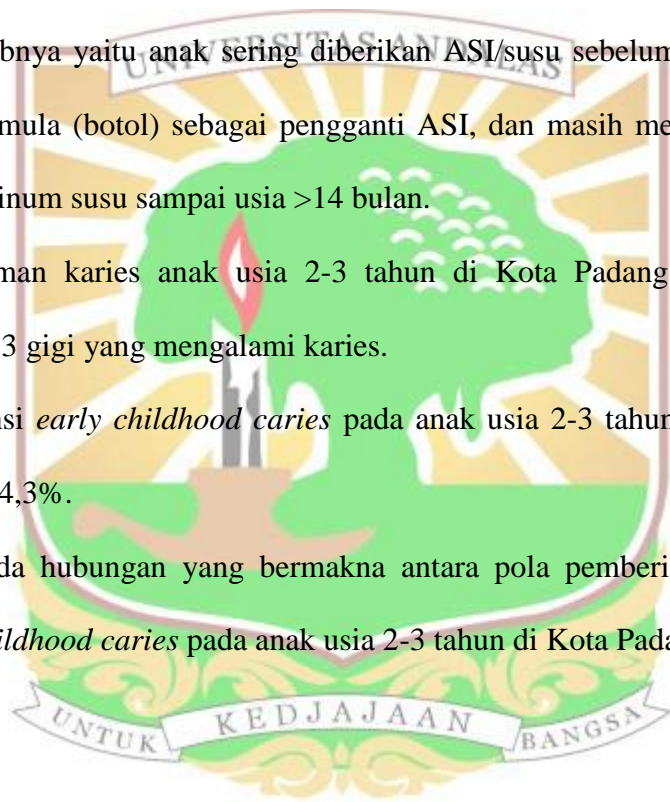 UNIVERSITAS ANDALAS
bnya yaitu anak sering diberikan ASI/susu sebelum
mula (botol) sebagai pengganti ASI, dan masih me
inum susu sampai usia >14 bulan.
man karies anak usia 2-3 tahun di Kota Padang
3 gigi yang mengalami karies.
nsi early childhood caries pada anak usia 2-3 tahun
4,3%.
da hubungan yang bermakna antara pola pemberi
ildhood caries pada anak usia 2-3 tahun di Kota Pada
UNTUK KEDJAJAAN BANGSA